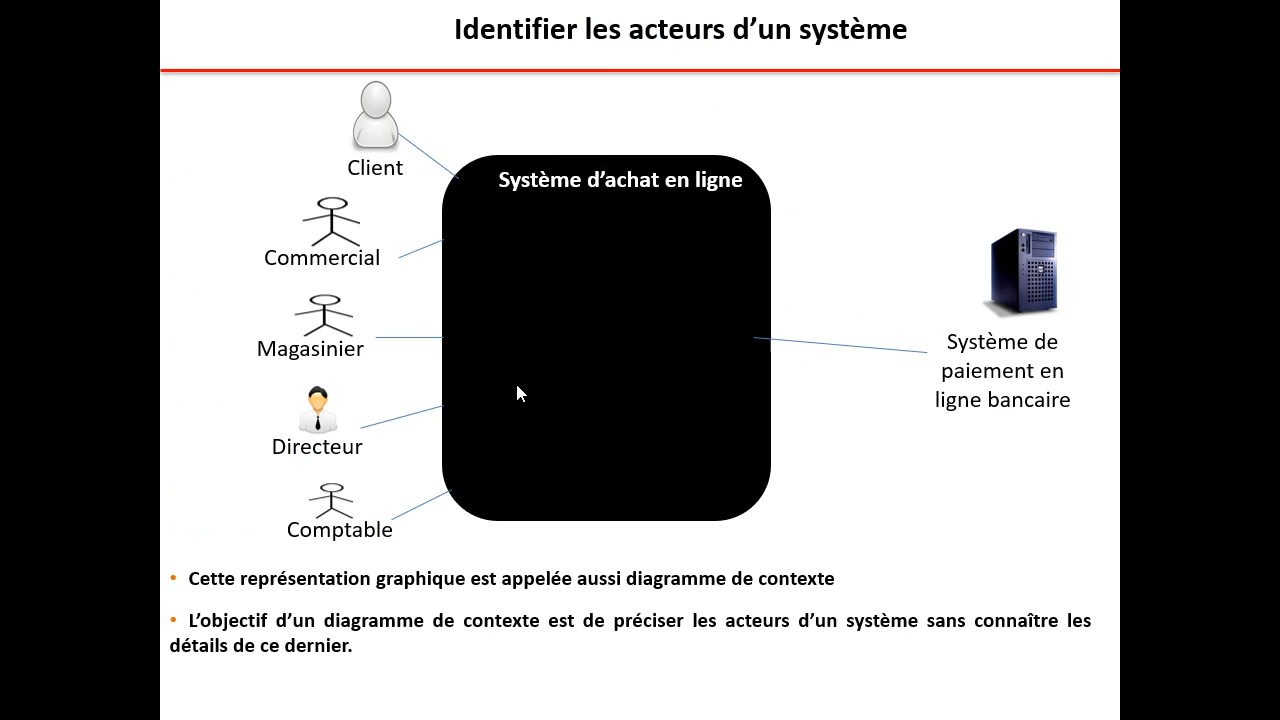 Identifier les acteurs d’un système
Client
Système d’achat en ligne
Commercial
Magasinier
Système de
paiement en
ligne bancaire
Directeur
Comptable
• Cette représentation graphique est appelée aussi diagramme de contexte
• L’objectif d’un diagramme de contexte est de préciser les acteurs d’un système sans connaître les
détails de ce dernier.